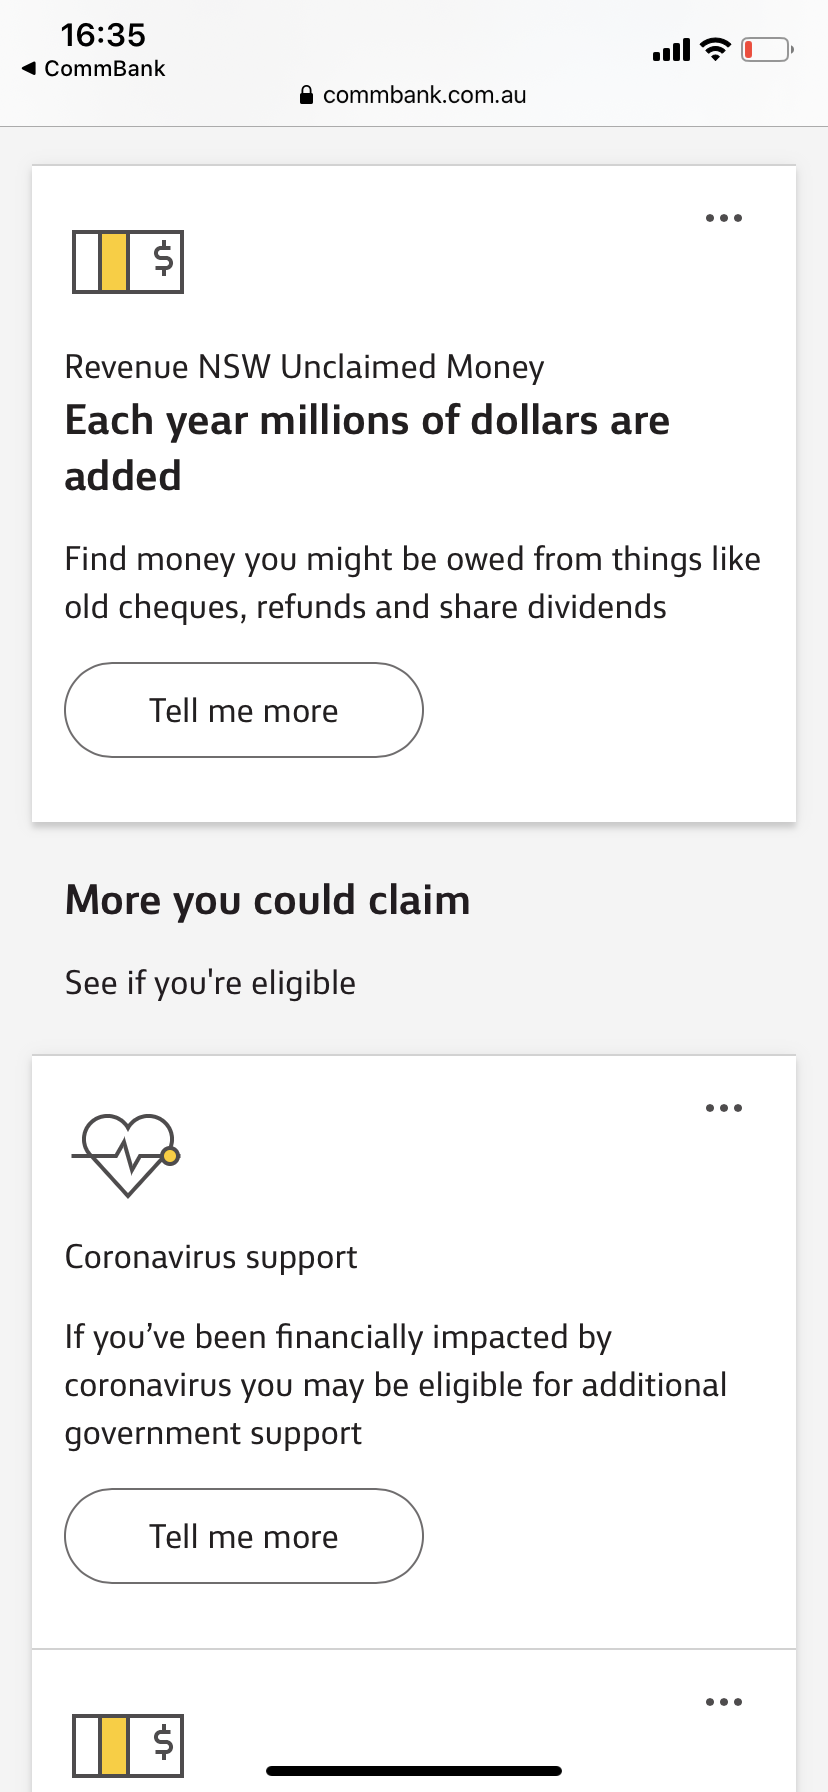 16:35
◀ CommBank
commbank.com.au
$
Revenue NSW Unclaimed Money
Each year millions of dollars are
added
Find money you might be owed from things like
old cheques, refunds and share dividends
Tell me more
More you could claim
See if you're eligible
Coronavirus support
If you’ve been financially impacted by
coronavirus you may be eligible for additional
government support
Tell me more
$